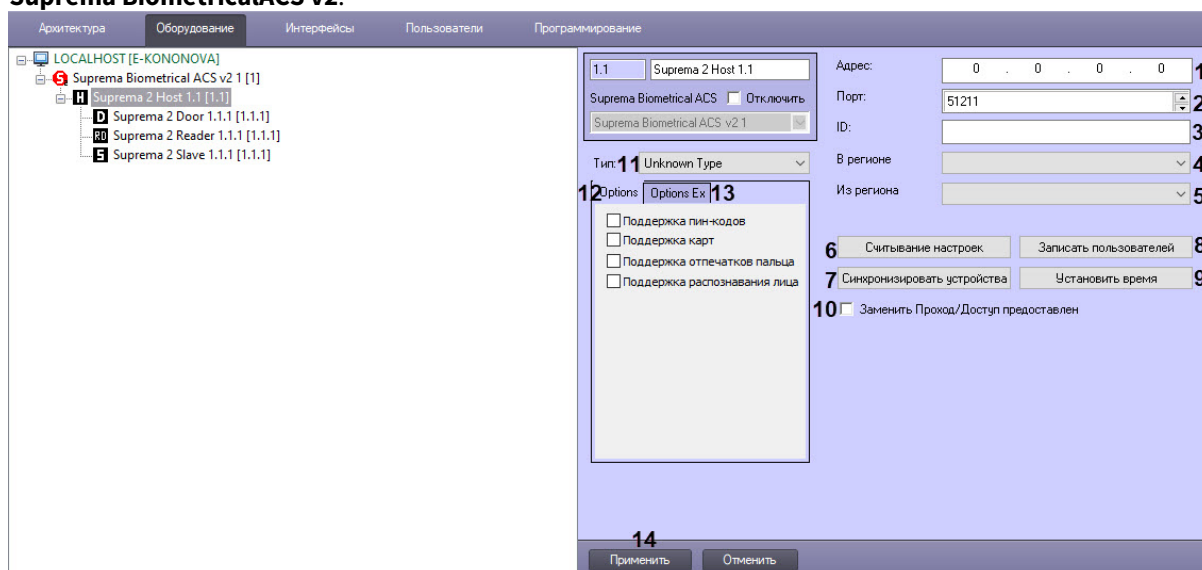 Suprema BiometricalACS v2.
Архитектура Оборудование Интерфейсы Пользователи Программирование
LOCALHOST [E-KONONOVA]
Suprema Biometrical ACS v2 1 [1]
Suprema 2 Host 1.1 [1.1]
Suprema 2 Door 1.1.1 [1.1.1]
Suprema 2 Reader 1.1.1 [1.1.1]
Suprema 2 Slave 1.1.1 [1.1.1]
1.1 Suprema 2 Host 1.1
Suprema Biometrical ACS Отключить
Suprema Biometrical ACS v2 1
Тип: 11 Unknown Type
12 Options Options Ex 13
Поддержка пин-кодов
Поддержка карт
Поддержка отпечатков пальца
Поддержка распознавания лица
Адрес: 0 . 0 . 0 . 0 1
Порт: 51211 2
ID: 3
В регионе 4
Из региона 5
6 Считывание настроек Записать пользователей 8
7 Синхронизировать устройства Установить время 9
10 Заменить Проход/Доступ предоставлен
14
Применить Отменить